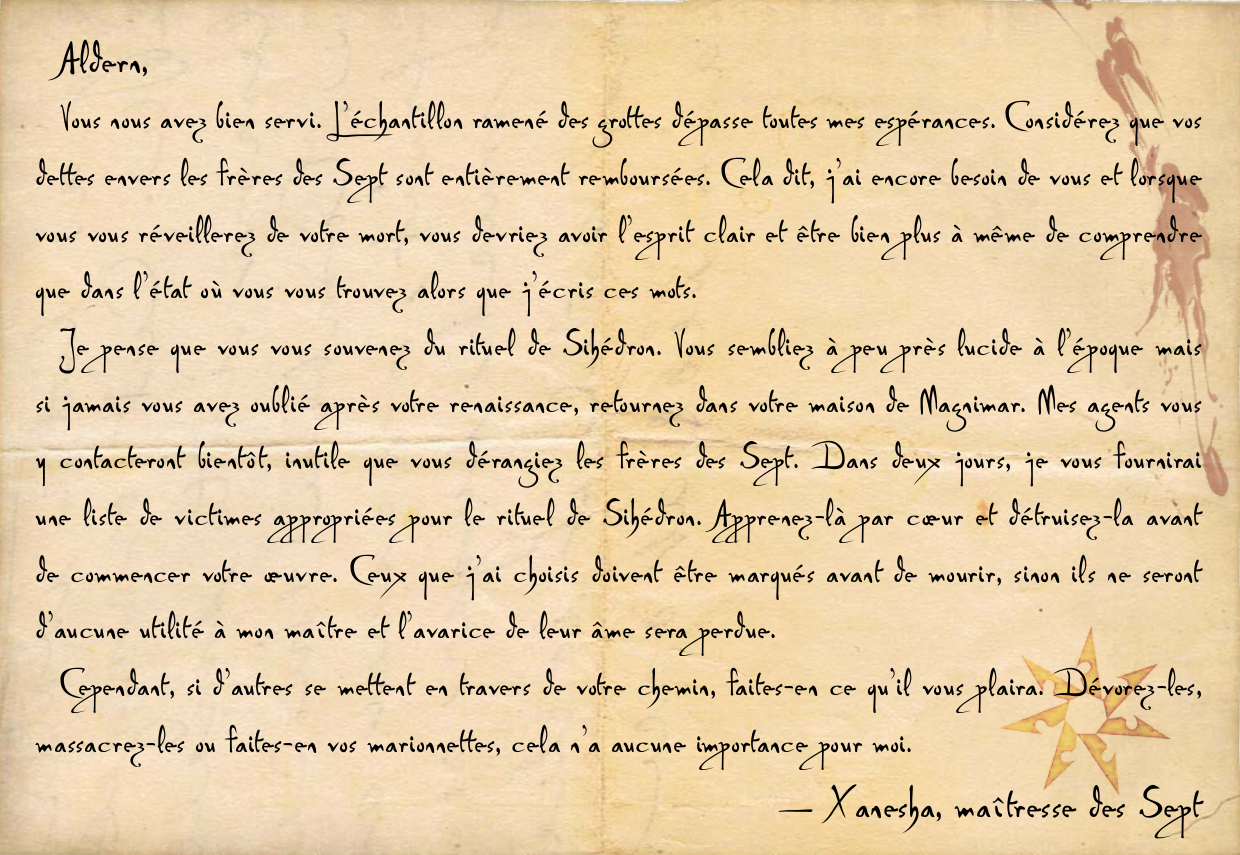 Aldern,
Vous nous avez bien servi. L'échantillon ramené des grottes dépasse toutes mes espérances. Considérez que vos
dettes envers les frères des Sept sont entièrement remboursées. Cela dit, j'ai encore besoin de vous et lorsque
vous vous réveillerez de votre mort, vous devriez avoir l'esprit clair et être bien plus à même de comprendre
que dans l'état où vous vous trouvez alors que j'écris ces mots.
Je pense que vous vous souvenez du rituel de Sihédron. Vous sembliez à peu près lucide à l'époque mais
si jamais vous avez oublié après votre renaissance, retournez dans votre maison de Magnimar. Mes agents vous
y contacteront bientôt, inutile que vous dérangiez les frères des Sept. Dans deux jours, je vous fournirai
une liste de victimes appropriées pour le rituel de Sihédron. Apprenez-là par cœur et détruisez-la avant
de commencer votre œuvre. Ceux que j'ai choisis doivent être marqués avant de mourir, sinon ils ne seront
d'aucune utilité à mon maître et l'avarice de leur âme sera perdue.
Cependant, si d'autres se mettent en travers de votre chemin, faites-en ce qu'il vous plaira. Dévorez-les,
massacrez-les ou faites-en vos marionnettes, cela n'a aucune importance pour moi.
— Xanesha, maîtresse des Sept